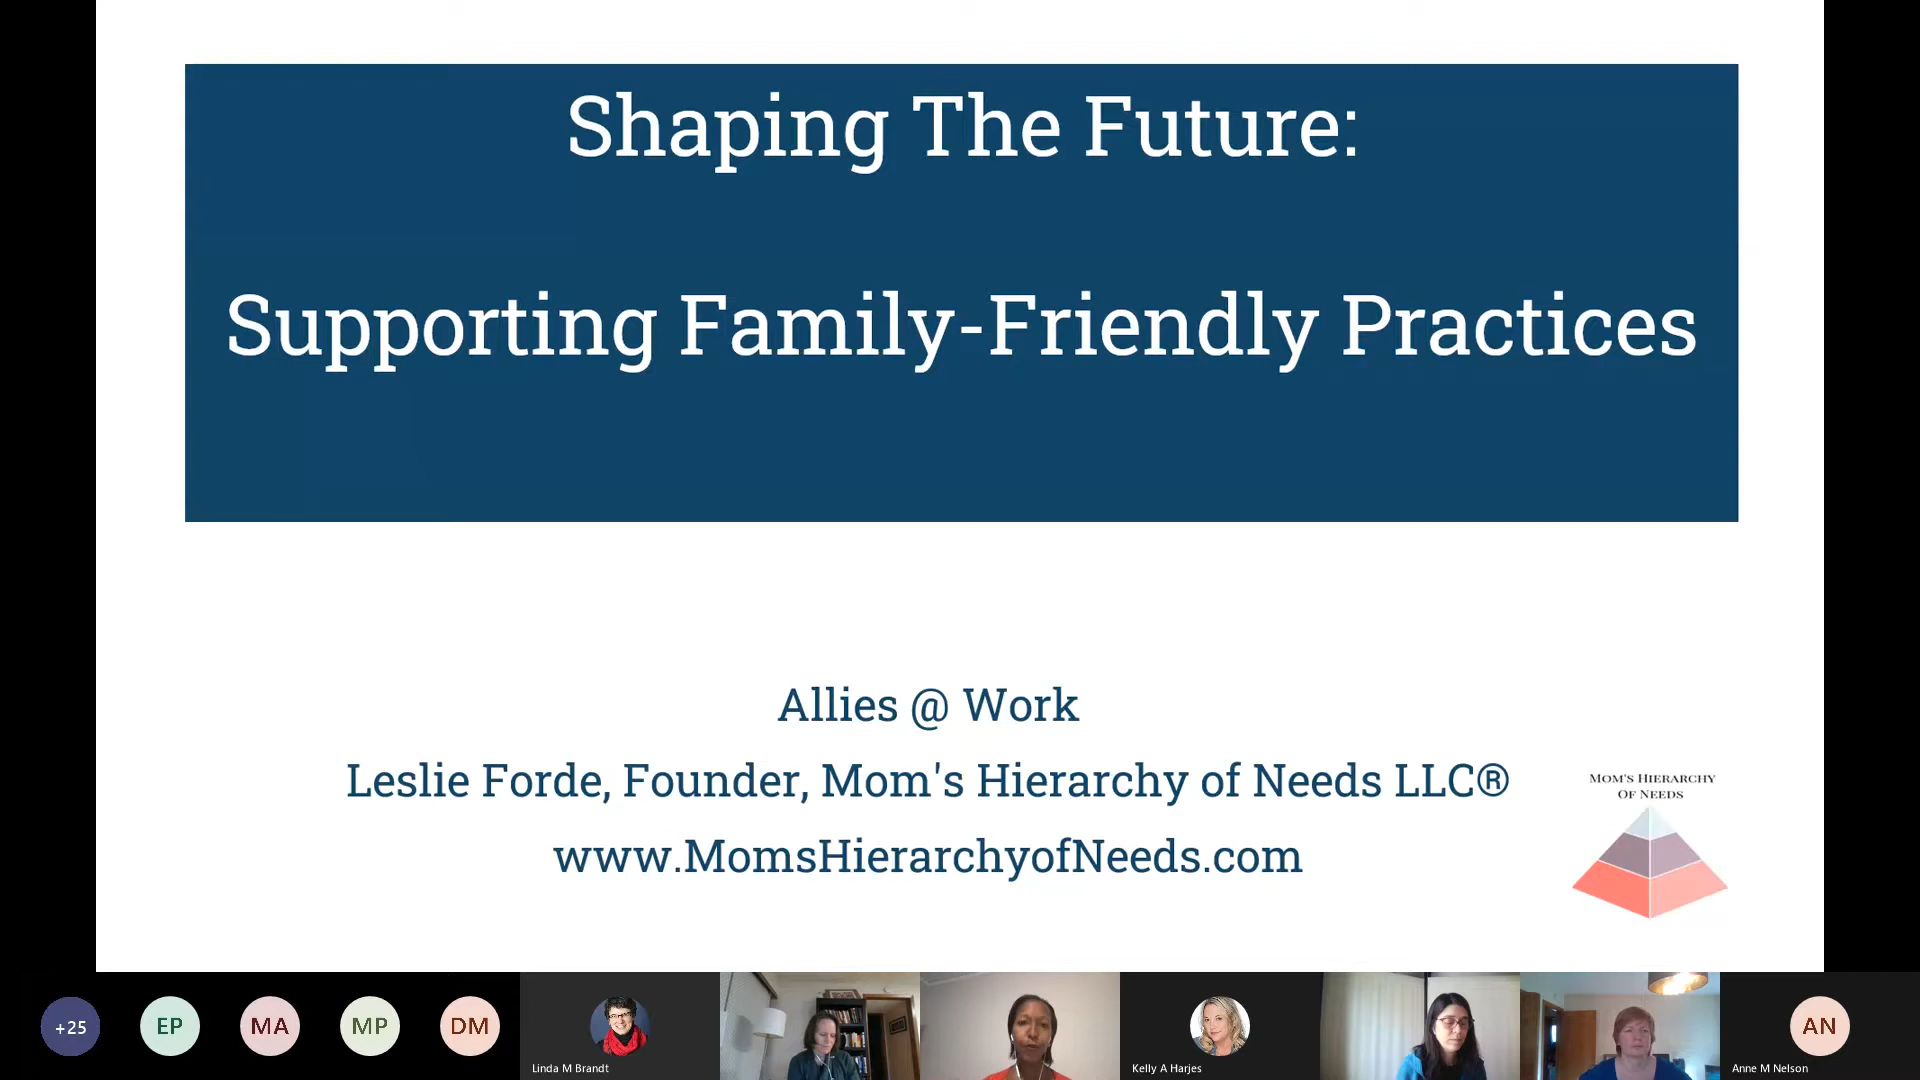 Shaping The Future:
Supporting Family-Friendly Practices
Allies @ Work
Leslie Forde, Founder, Mom's Hierarchy of Needs LLC®
www.MomsHierarchyofNeeds.com
MOM'S HIERARCHY
OF NEEDS
+25
EP
MA
MP
DM
Linda M Brandt
Kelly A Harjes
AN
Anne M Nelson